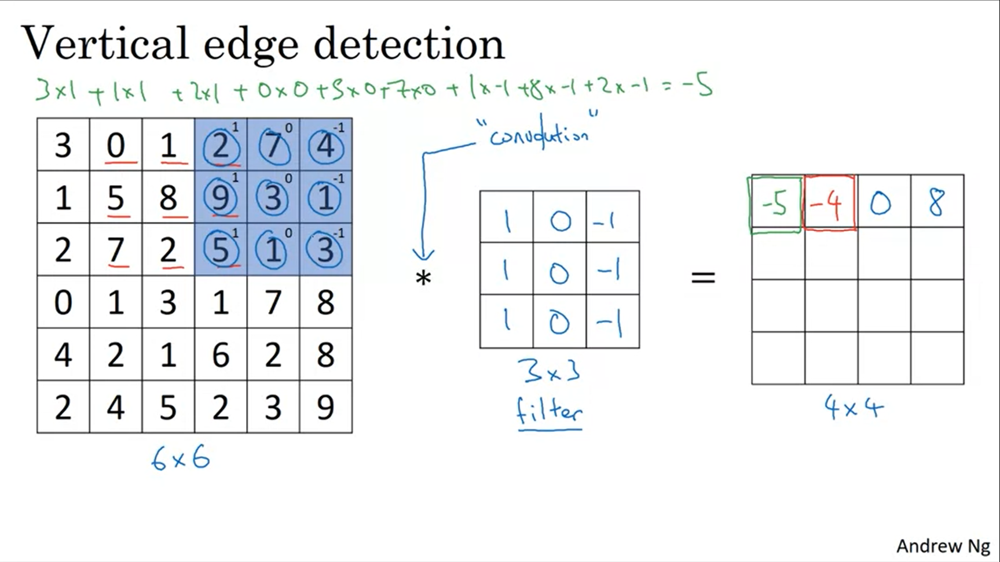 Vertical edge detection
3x1 + 1x1 + 2x1 + 0x0 + 5x0 + 7x0 + 1x-1 + 8x-1 + 2x-1 = -5
"convolution"
3 0 1 2 1 7 0 4 -1
1 5 8 9 1 3 0 1 -1
2 7 2 5 1 1 0 3 -1
0 1 3 1 7 8
4 2 1 6 2 8
2 4 5 2 3 9
6x6
*
1 0 -1
1 0 -1
1 0 -1
3x3
filter
=
-5 -4 0 8
4x4
Andrew Ng